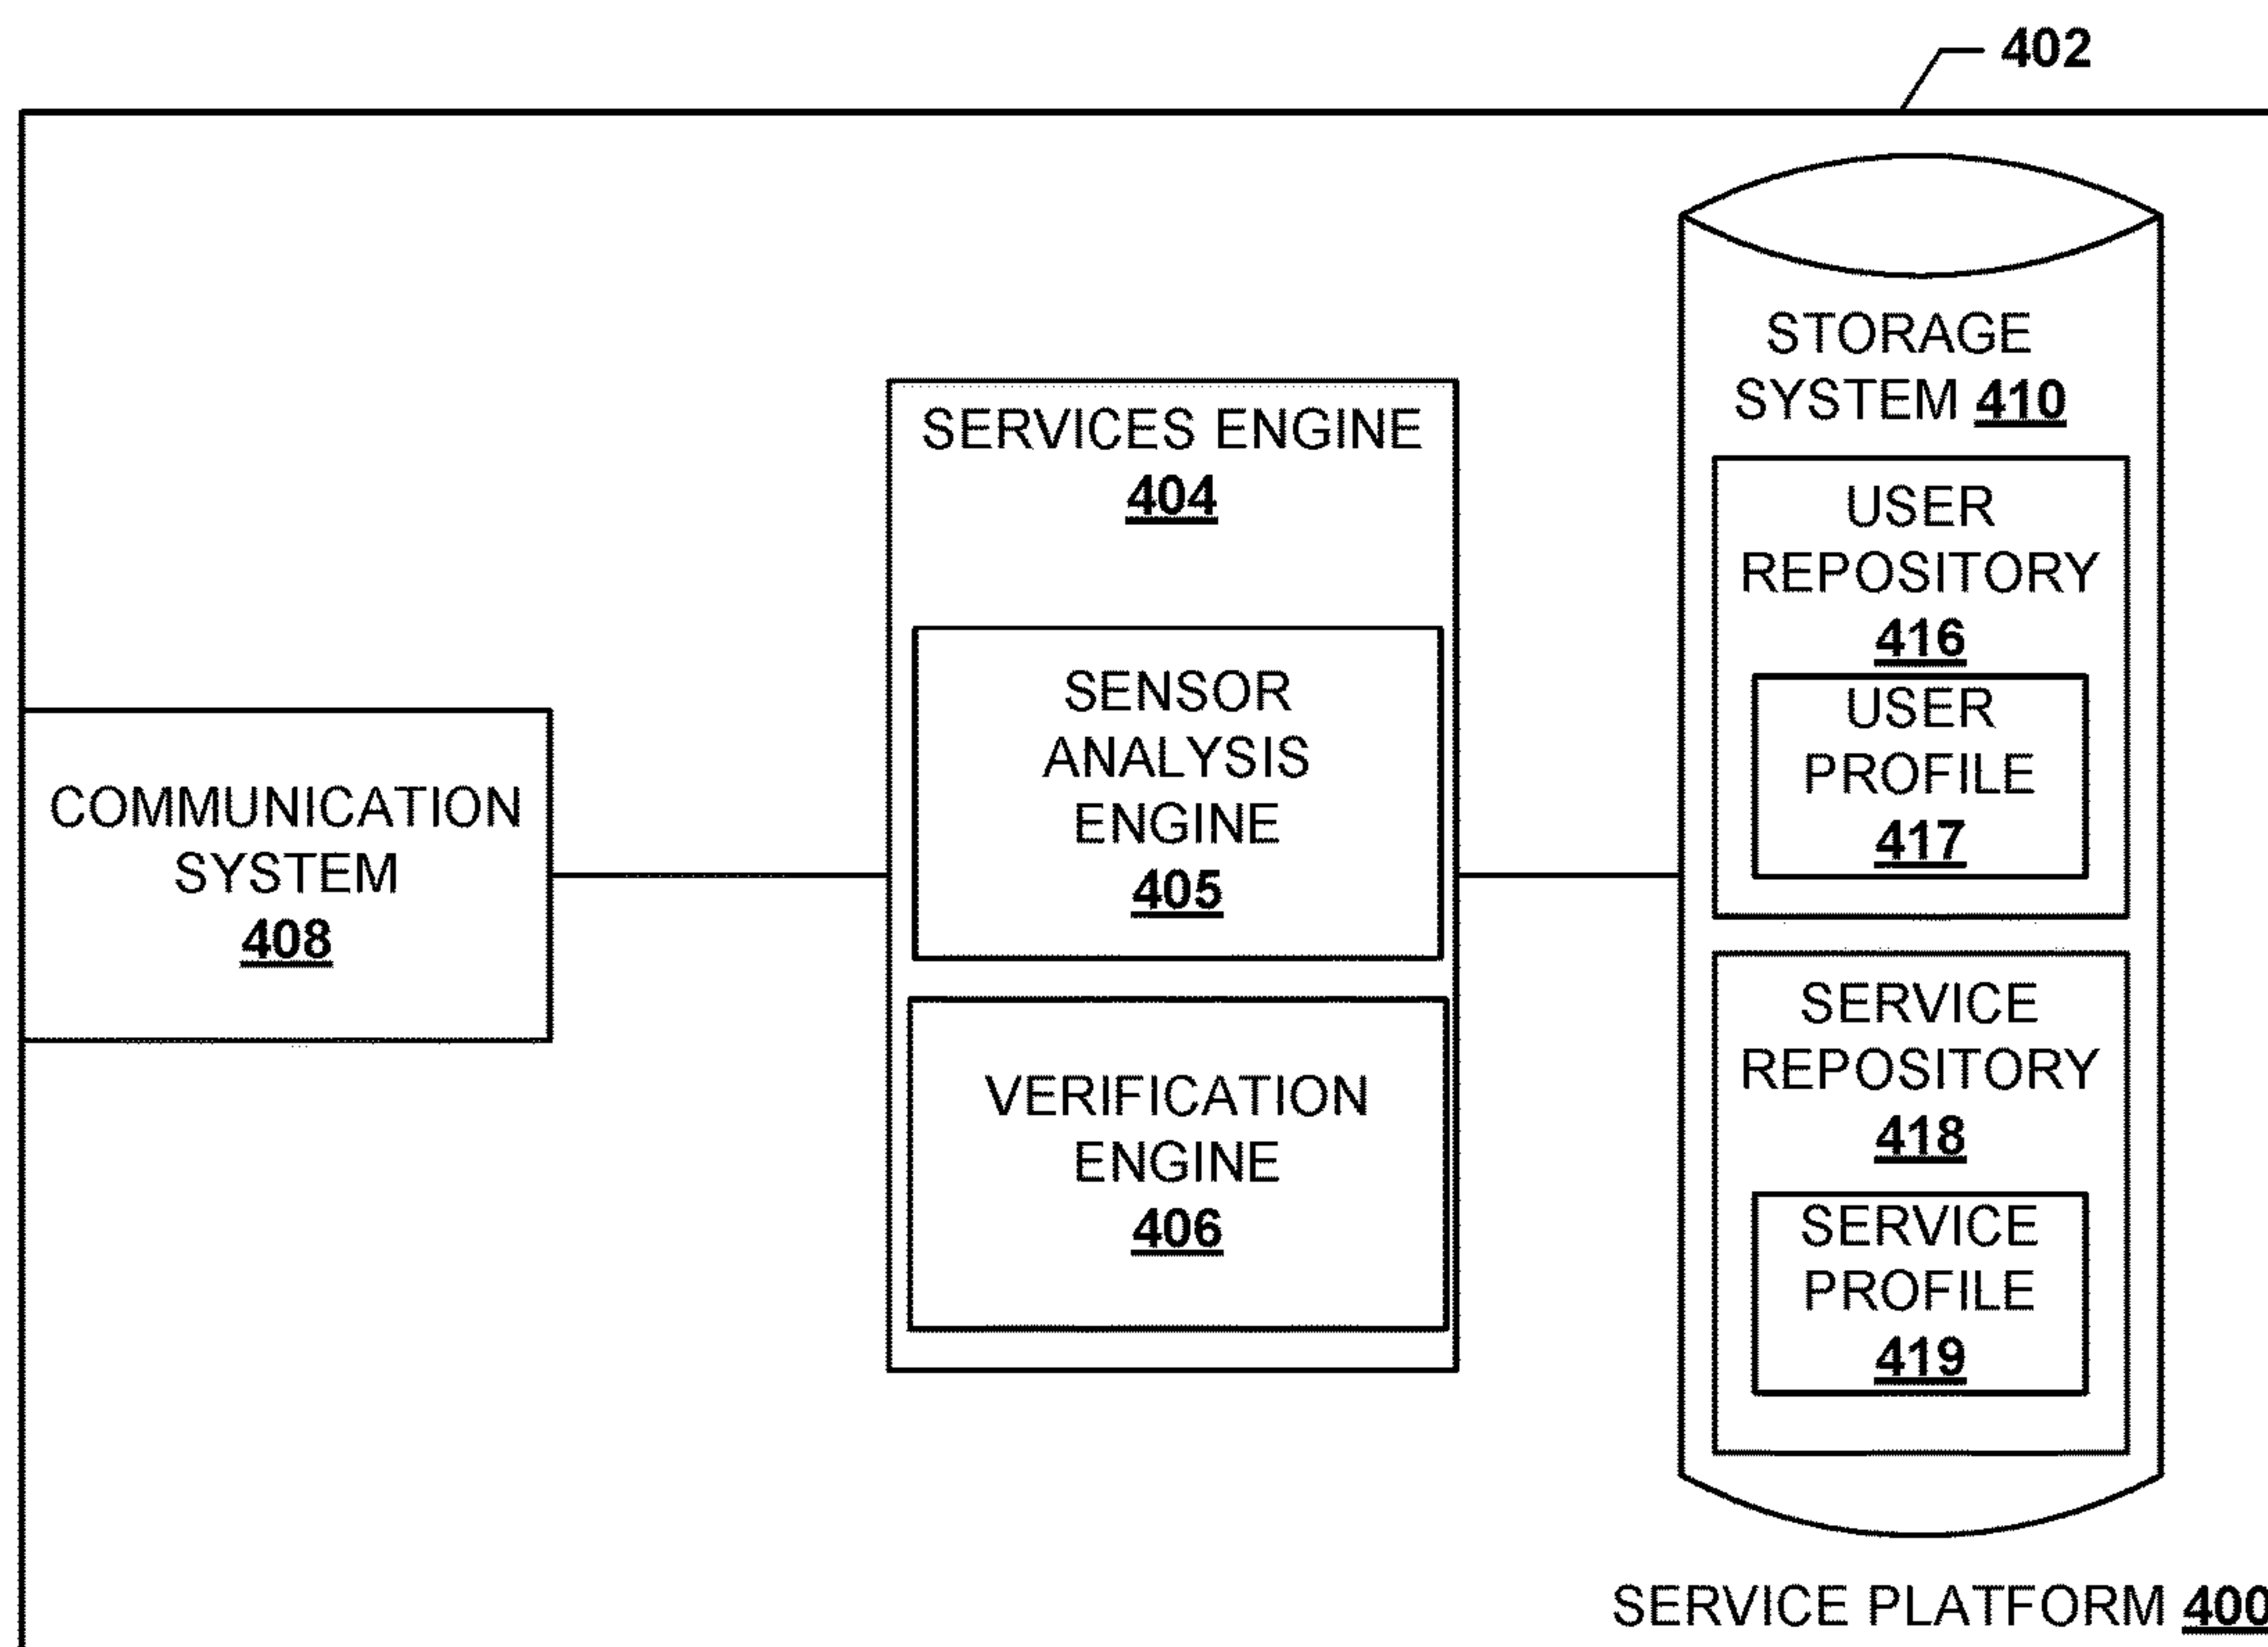 402
STORAGE
SYSTEM 410
SERVICES ENGINE
404
USER
REPOSITORY
416
SENSOR
ANALYSIS
ENGINE
405
USER
PROFILE
417
COMMUNICATION
SYSTEM
408
SERVICE
REPOSITORY
418
VERIFICATION
ENGINE
406
SERVICE
PROFILE
419
SERVICE PLATFORM 400